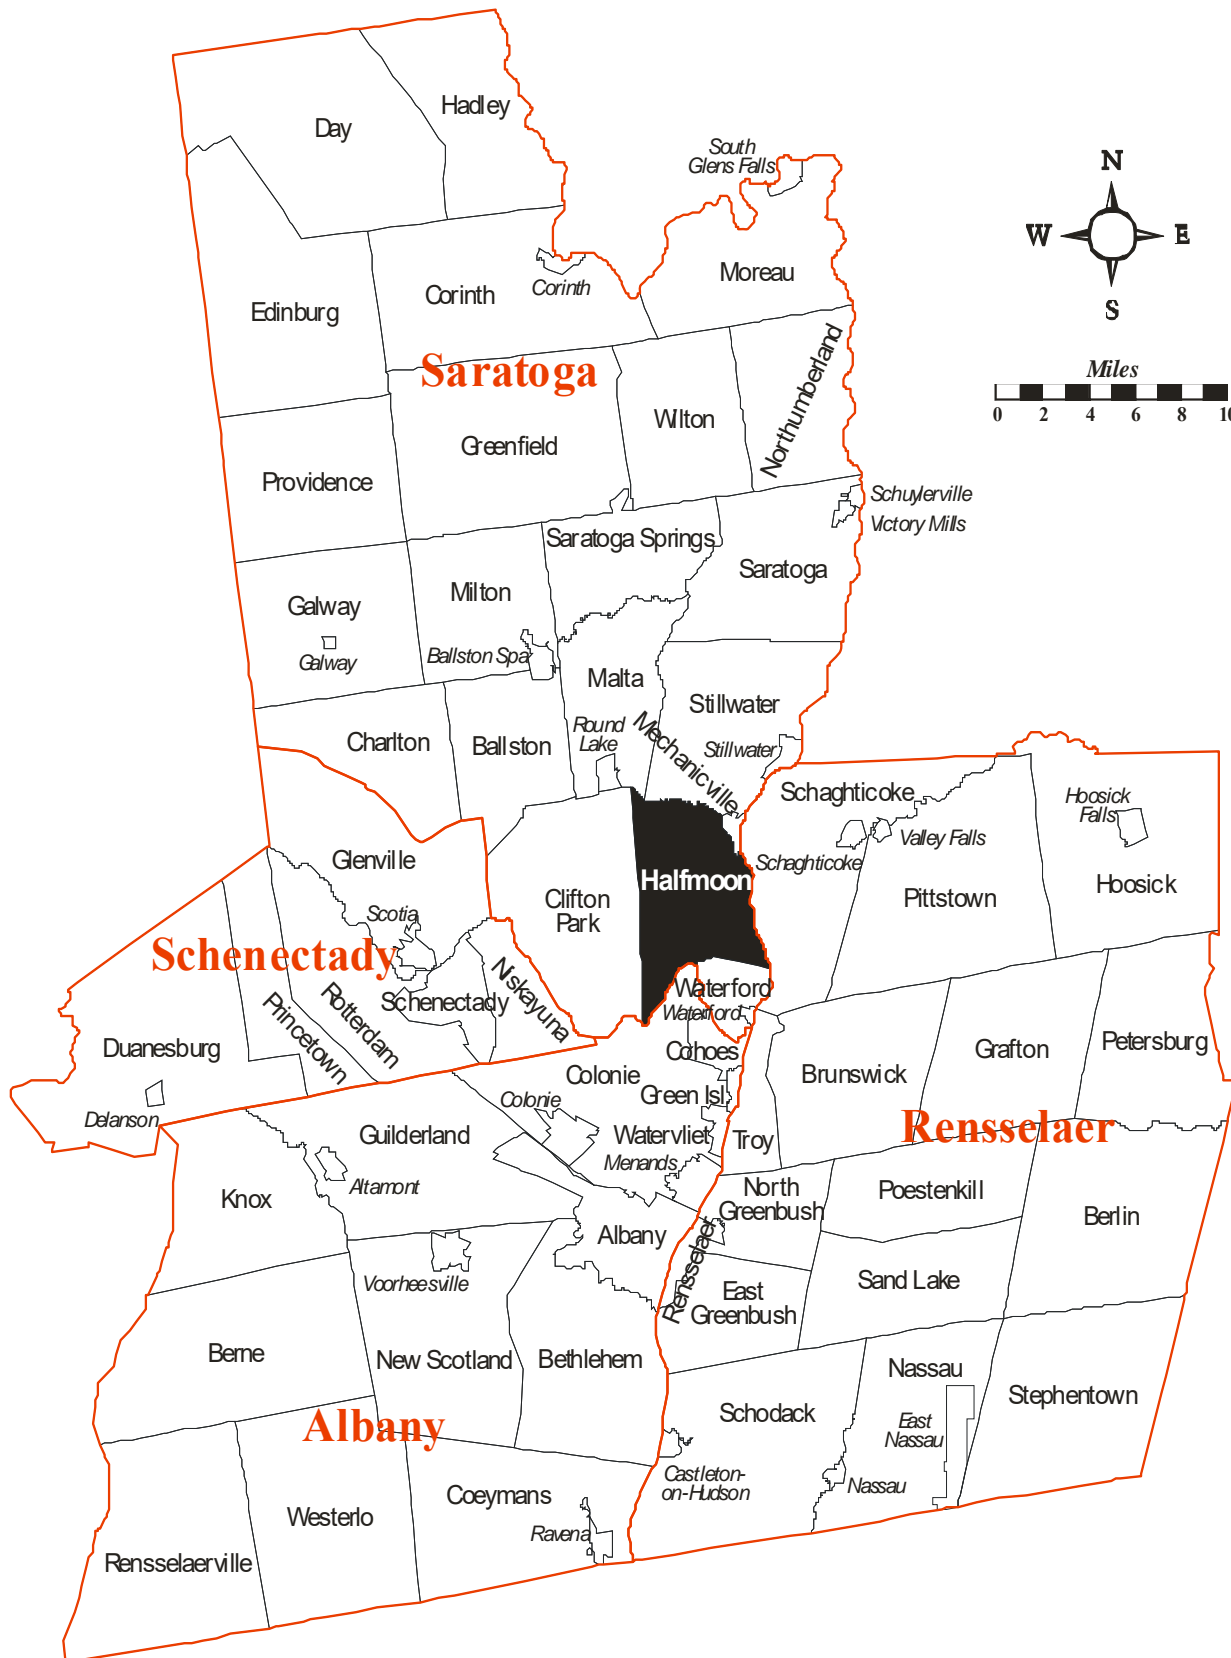 Hadley
Day
South
Glens Falls
N
W
E
S
Moreau
Corinth
Corinth
Edinburg
Saratoga
Northumberland
Miles
0 2 4 6 8 10
Wilton
Greenfield
Providence
Schuylerville
Victory Mills
Saratoga Springs
Saratoga
Milton
Galway
Galway
Ballston Spa
Malta
Stillwater
Round
Lake
Mechanicville
Stillwater
Charlton
Ballston
Schaghticoke
Hoosick
Falls
Valley Falls
Schaghticoke
Glenville
Halfmoon
Hoosick
Pittstown
Clifton
Park
Scotia
Schenectady
Niskayuna
Rotterdam
Princetown
Schenectady
Waterford
Waterford
Duanesburg
Cohoes
Grafton
Petersburg
Brunswick
Colonie
Green Isl.
Colonie
Delanson
Guilderland
Watervliet
Troy
Rensselaer
Menands
Altamont
Knox
North
Greenbush
Poestenkill
Berlin
Albany
Rensselaer
Voorheesville
East
Greenbush
Sand Lake
Berne
New Scotland
Bethlehem
Nassau
Stephentown
Albany
Schodack
East
Nassau
Castleton-
on-Hudson
Nassau
Coeymans
Westerlo
Ravena
Rensselaerville